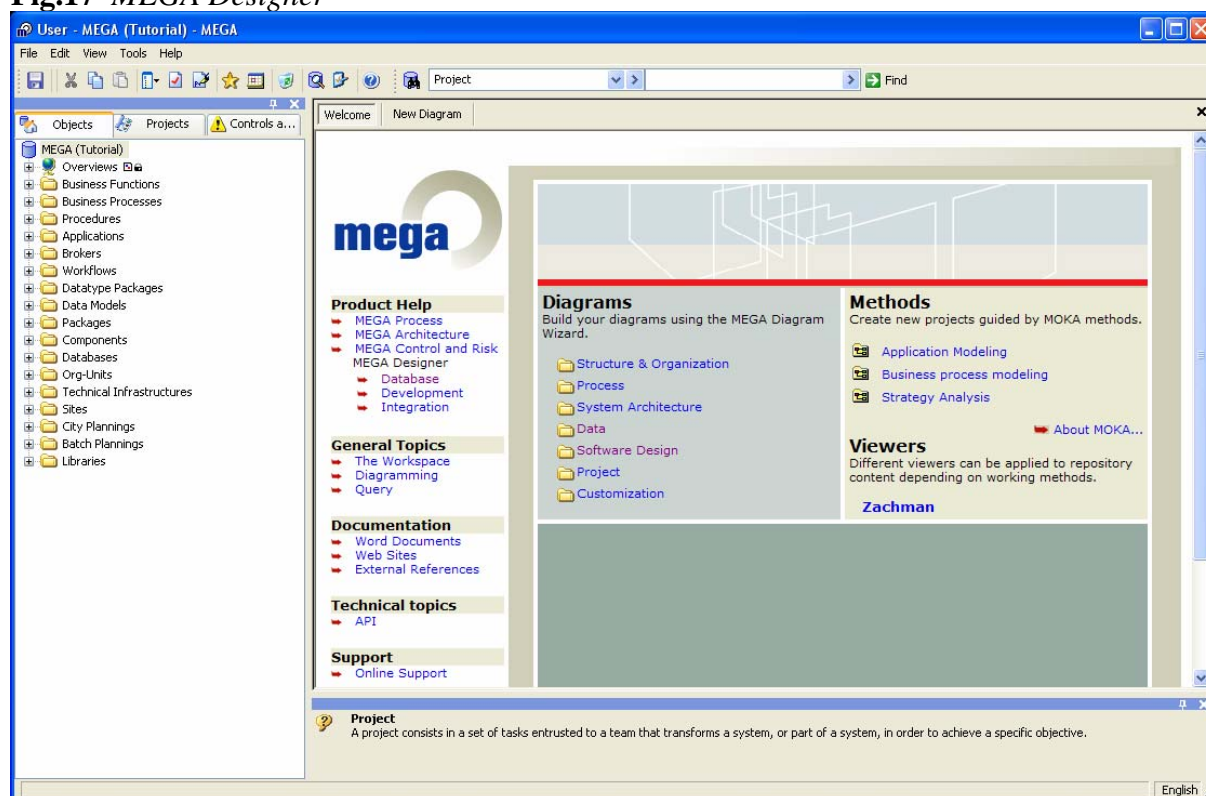 Fig.17 MEGA Designer
User - MEGA (Tutorial) - MEGA
File Edit View Tools Help
Project
Find
Objects Projects Controls a...
Welcome New Diagram
MEGA (Tutorial)
Overviews
Business Functions
Business Processes
Procedures
Applications
Brokers
Workflows
Datatype Packages
Data Models
Packages
Components
Databases
Org-Units
Technical Infrastructures
Sites
City Plannings
Batch Plannings
Libraries
mega
Product Help
MEGA Process
MEGA Architecture
MEGA Control and Risk
MEGA Designer
Database
Development
Integration
General Topics
The Workspace
Diagramming
Query
Documentation
Word Documents
Web Sites
External References
Technical topics
API
Support
Online Support
Diagrams
Build your diagrams using the MEGA Diagram
Wizard.
Structure & Organization
Process
System Architecture
Data
Software Design
Project
Customization
Methods
Create new projects guided by MOKA methods.
Application Modeling
Business process modeling
Strategy Analysis
About MOKA...
Viewers
Different viewers can be applied to repository
content depending on working methods.
Zachman
Project
A project consists in a set of tasks entrusted to a team that transforms a system, or part of a system, in order to achieve a specific objective.
English